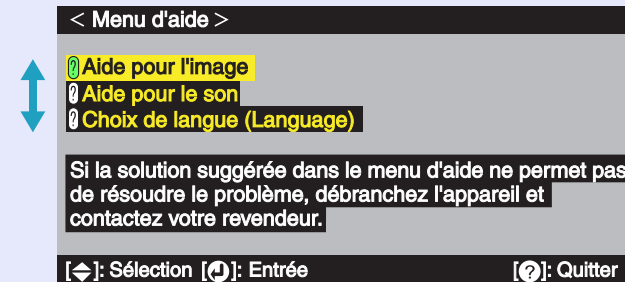 < Menu d'aide >
? Aide pour l'image
? Aide pour le son
? Choix de langue (Language)
Si la solution suggérée dans le menu d'aide ne permet pas
de résoudre le problème, débranchez l'appareil et
contactez votre revendeur.
[⬘]: Sélection [⏎]: Entrée [?]: Quitter